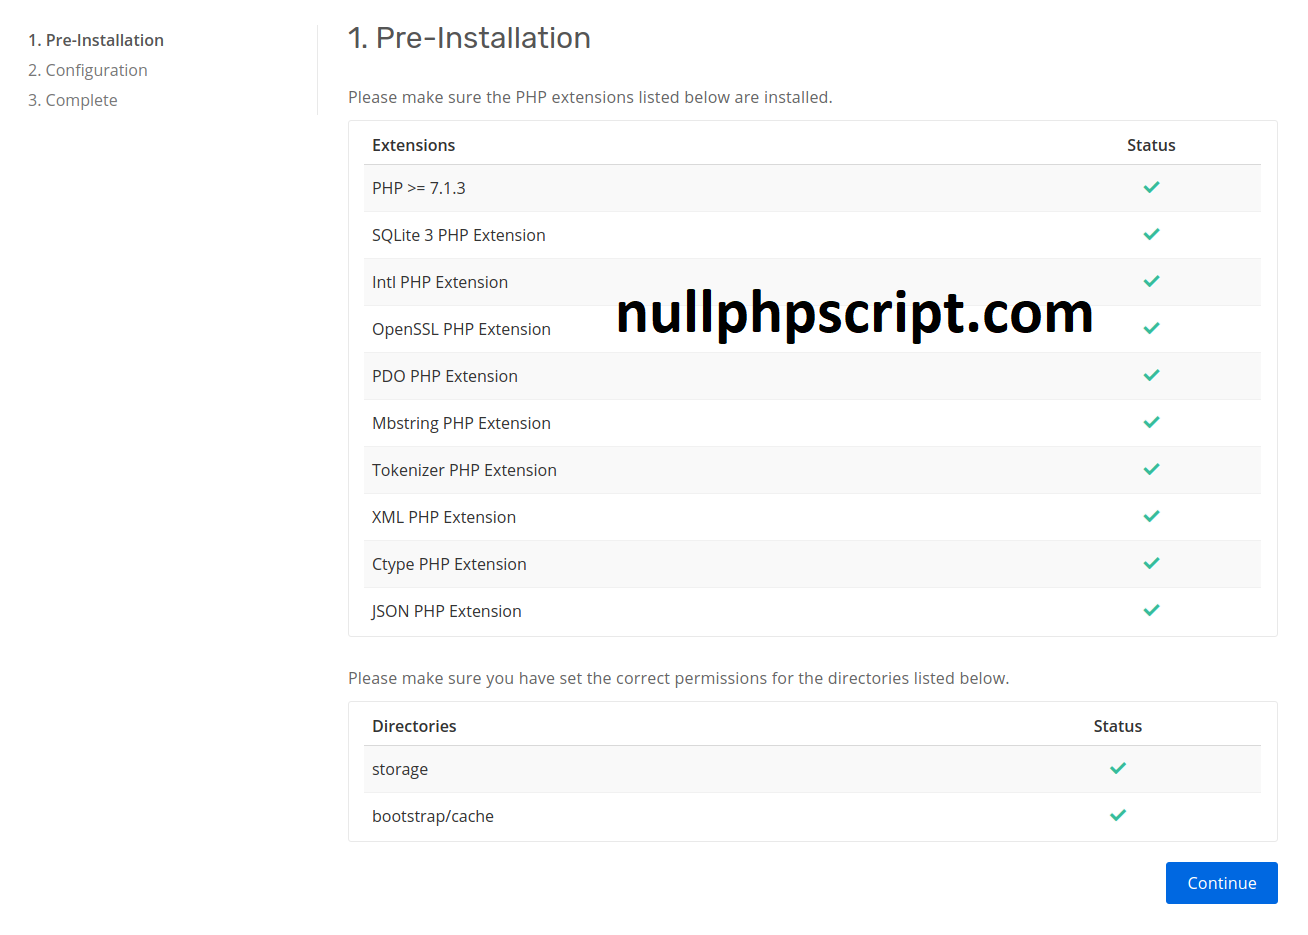 1. Pre-Installation
2. Configuration
3. Complete
1. Pre-Installation
Please make sure the PHP extensions listed below are installed.
Extensions Status
PHP >= 7.1.3
SQLite 3 PHP Extension
Intl PHP Extension
nullphpscript.com
OpenSSL PHP Extension
PDO PHP Extension
Mbstring PHP Extension
Tokenizer PHP Extension
XML PHP Extension
Ctype PHP Extension
JSON PHP Extension
Please make sure you have set the correct permissions for the directories listed below.
Directories Status
storage
bootstrap/cache
Continue